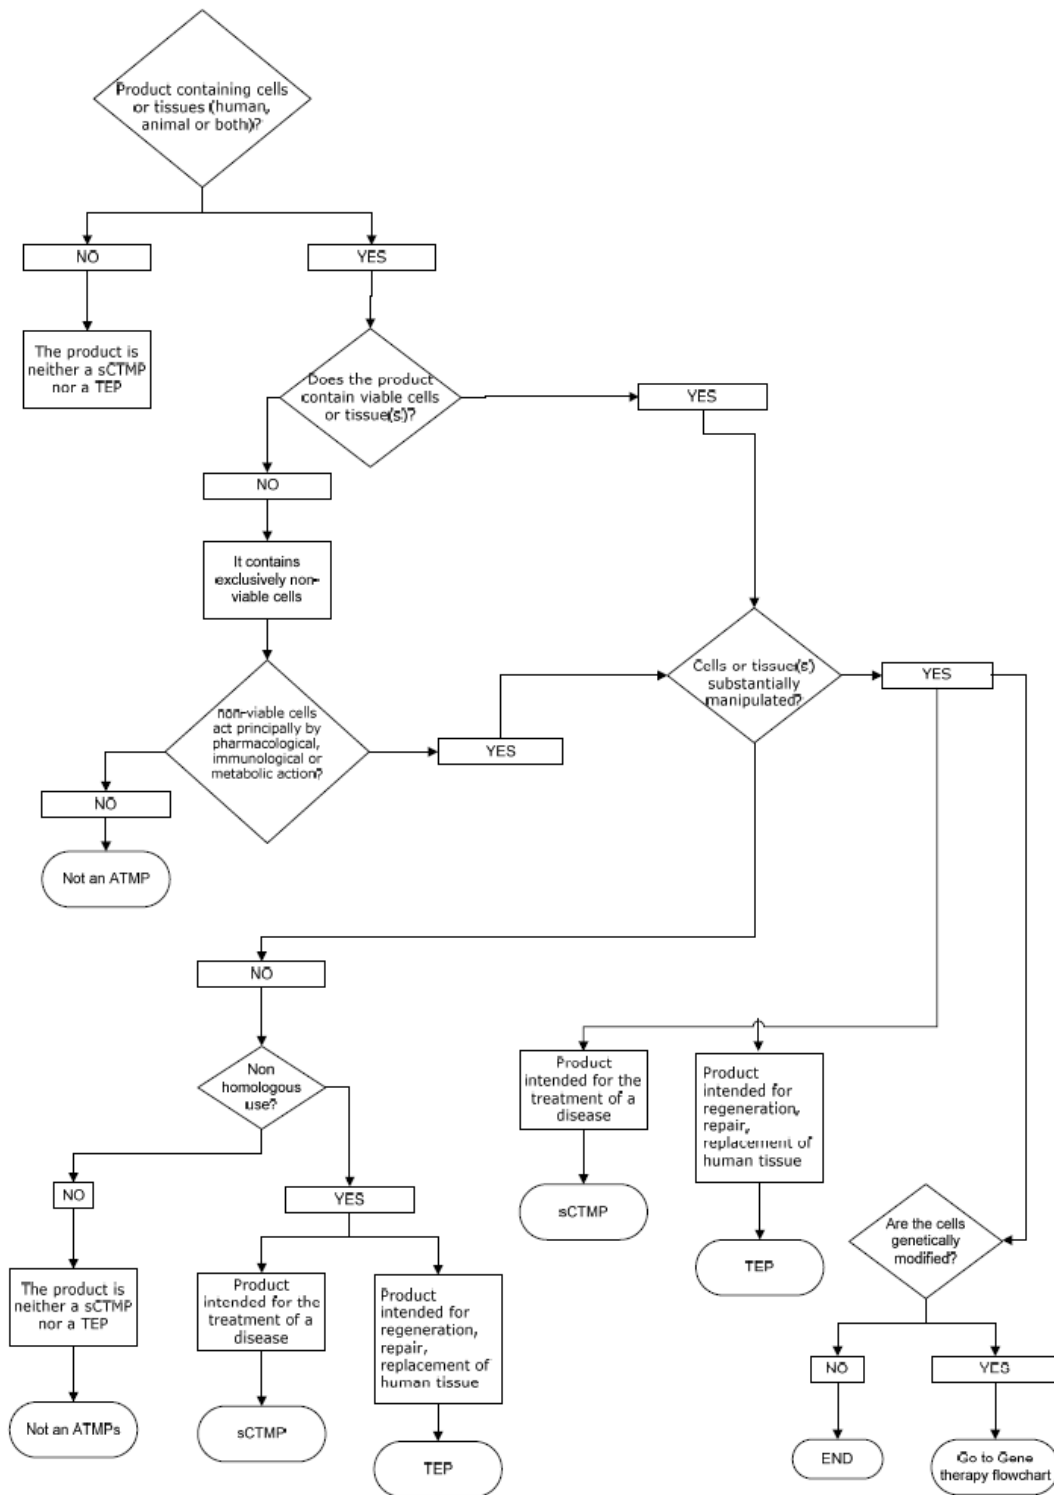 Product containing cells
or tissues (human,
animal or both)?
NO
YES
The product is
neither a sCTMP
nor a TEP
Does the product
contain viable cells
or tissue(s)?
YES
NO
It contains
exclusively non-
viable cells
Cells or tissue(s)
substantially
manipulated?
YES
non-viable cells
act principally by
pharmacological,
immunological or
metabolic action?
YES
NO
Not an ATMP
NO
Non
homologous
use?
Product
intended for the
treatment of a
disease
Product
intended for
regeneration,
repair,
replacement of
human tissue
NO
YES
sCTMP
Are the cells
genetically
modified?
TEP
The product is
neither a sCTMP
nor a TEP
Product
intended for the
treatment of a
disease
Product
intended for
regeneration,
repair,
replacement of
human tissue
NO
YES
Not an ATMPs
sCTMP
TEP
END
Go to Gene
therapy flowchart